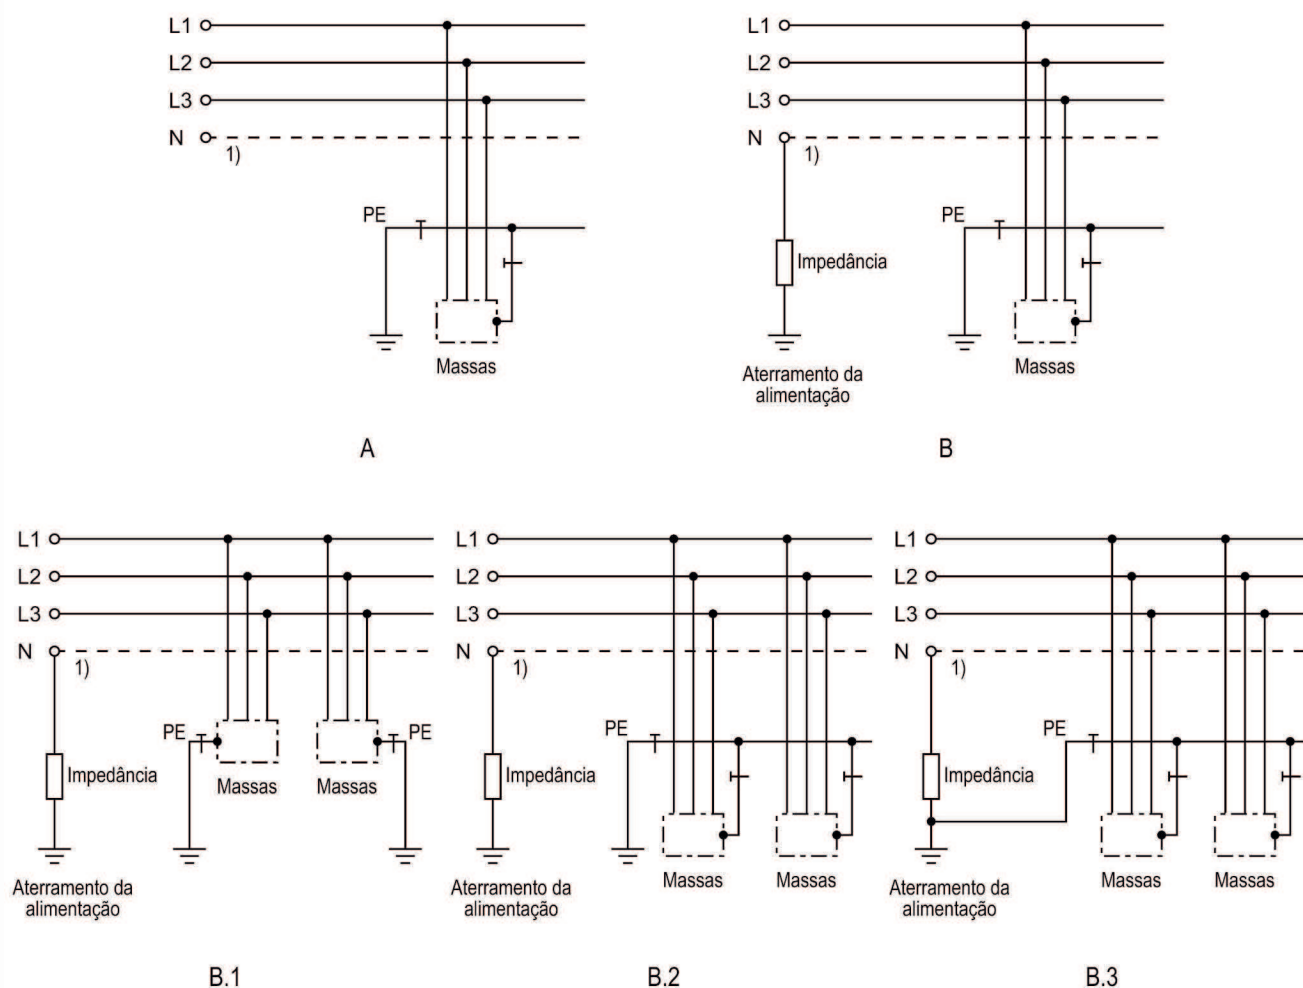 L1
L2
L3
N
1)
PE
Massas
A
L1
L2
L3
N
1)
PE
Impedância
Massas
Aterramento da
alimentação
B
L1
L2
L3
N
1)
PE
PE
Impedância
Massas
Massas
Aterramento da
alimentação
B.1
L1
L2
L3
N
1)
PE
Impedância
Massas
Massas
Aterramento da
alimentação
B.2
L1
L2
L3
N
1)
PE
Impedância
Massas
Massas
Aterramento da
alimentação
B.3